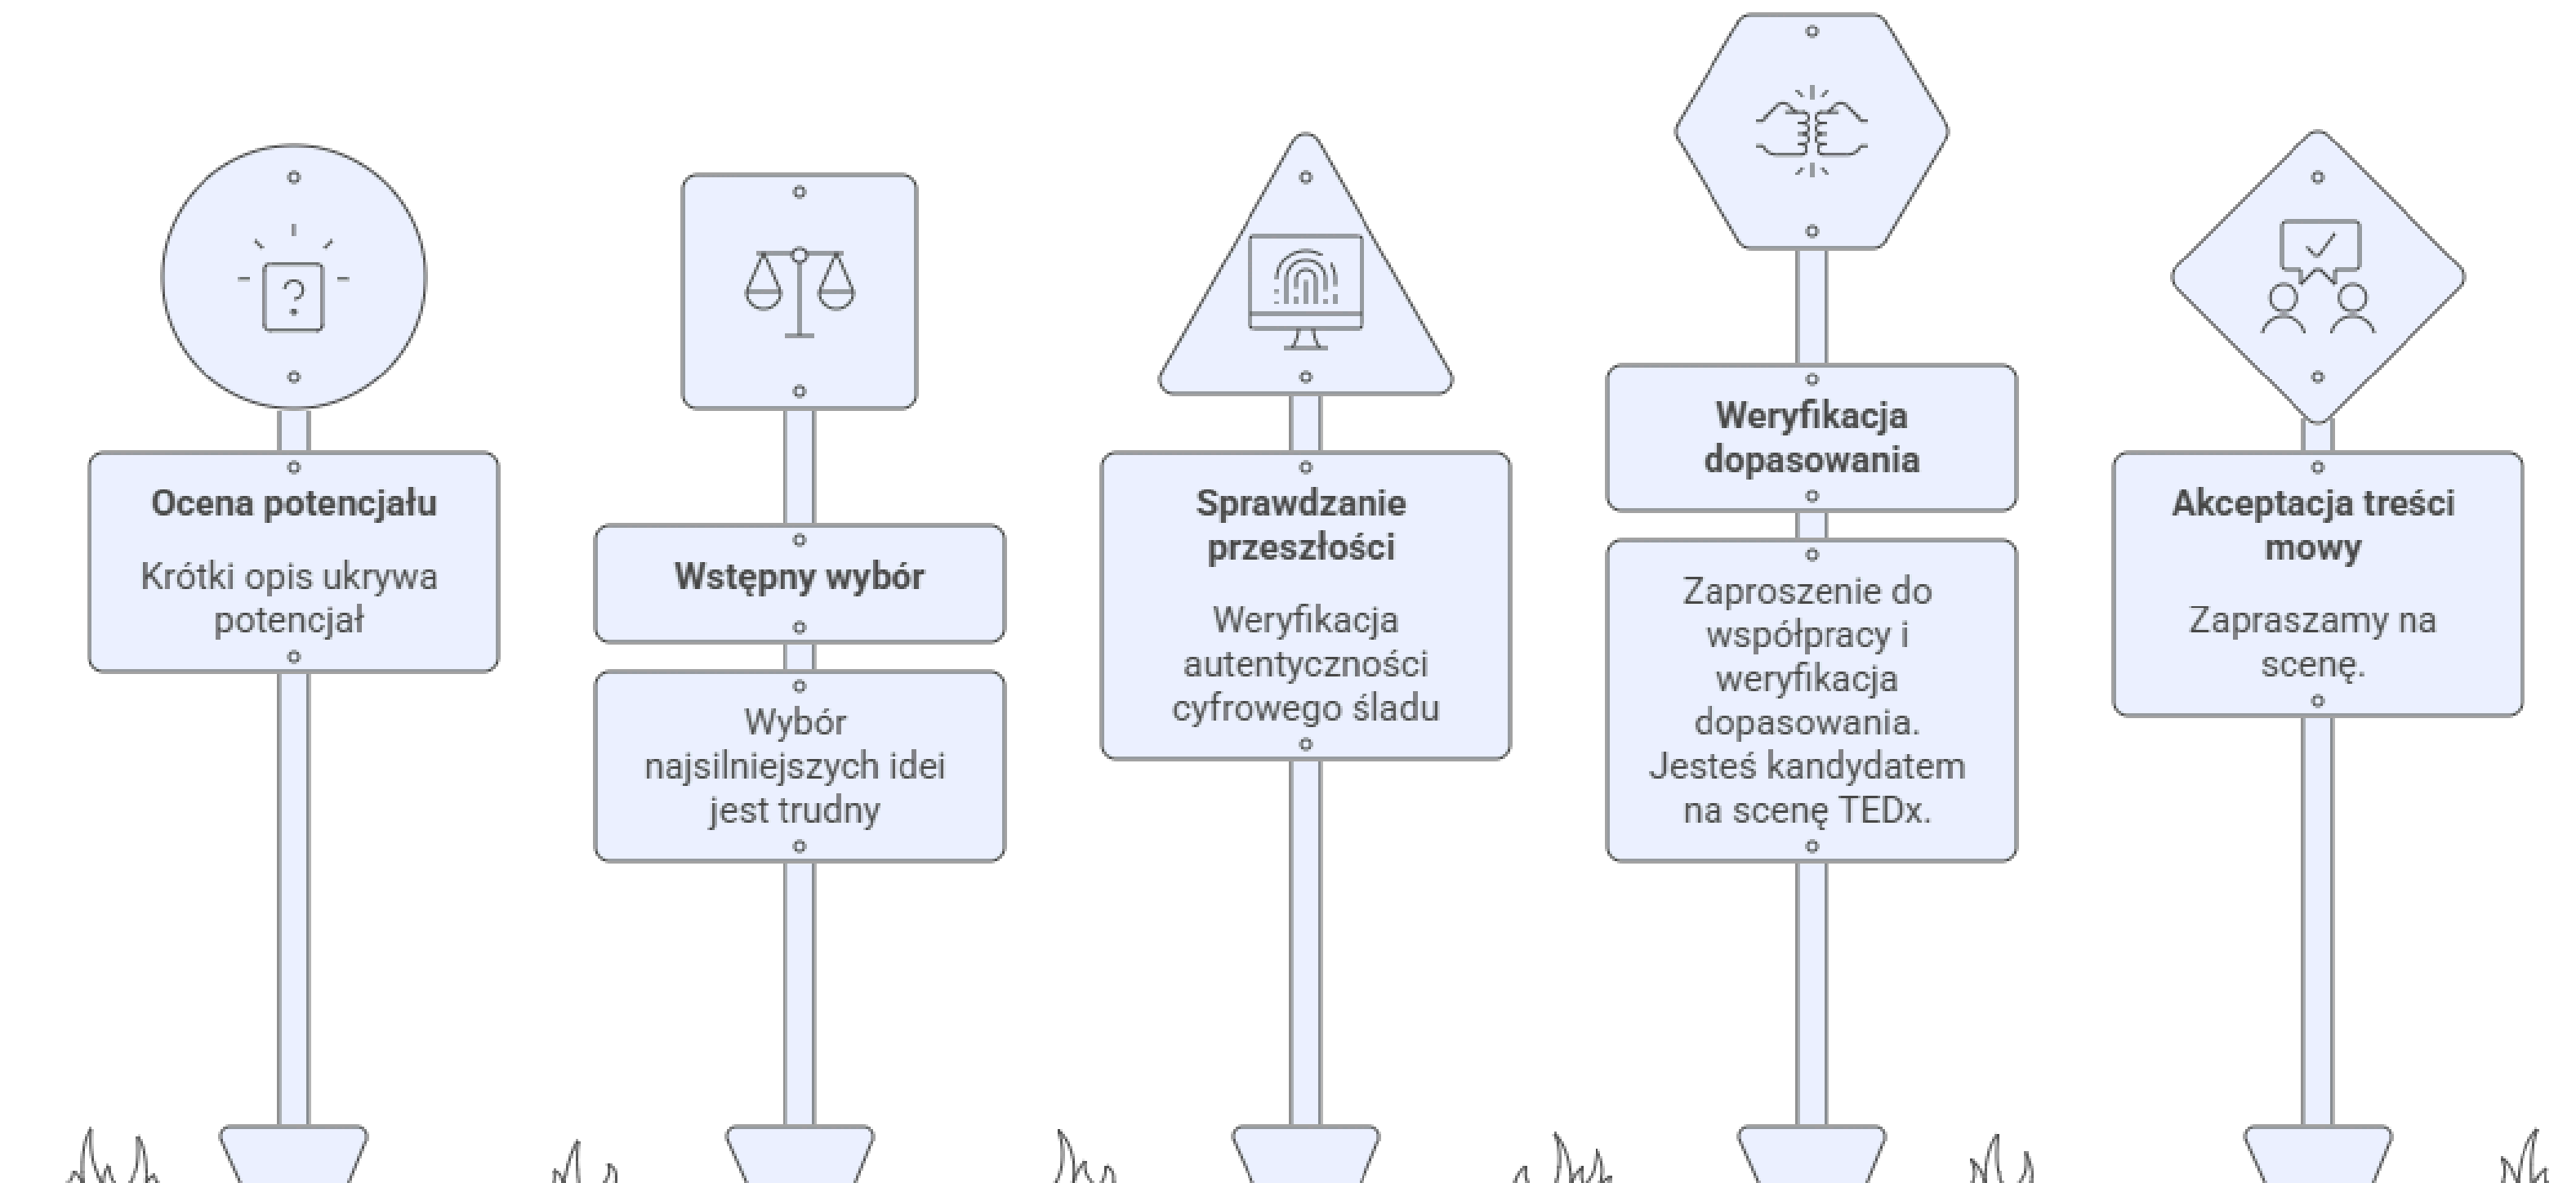 ?
Ocena potencjału
Krótki opis ukrywa
potencjał
Wstępny wybór
Wybór
najsilniejszych idei
jest trudny
Sprawdzanie
przeszłości
Weryfikacja
autentyczności
cyfrowego śladu
Weryfikacja
dopasowania
Zaproszenie do
współpracy i
weryfikacja
dopasowania.
Jesteś kandydatem
na scenę TEDx.
Akceptacja treści
mowy
Zapraszamy na
scenę.